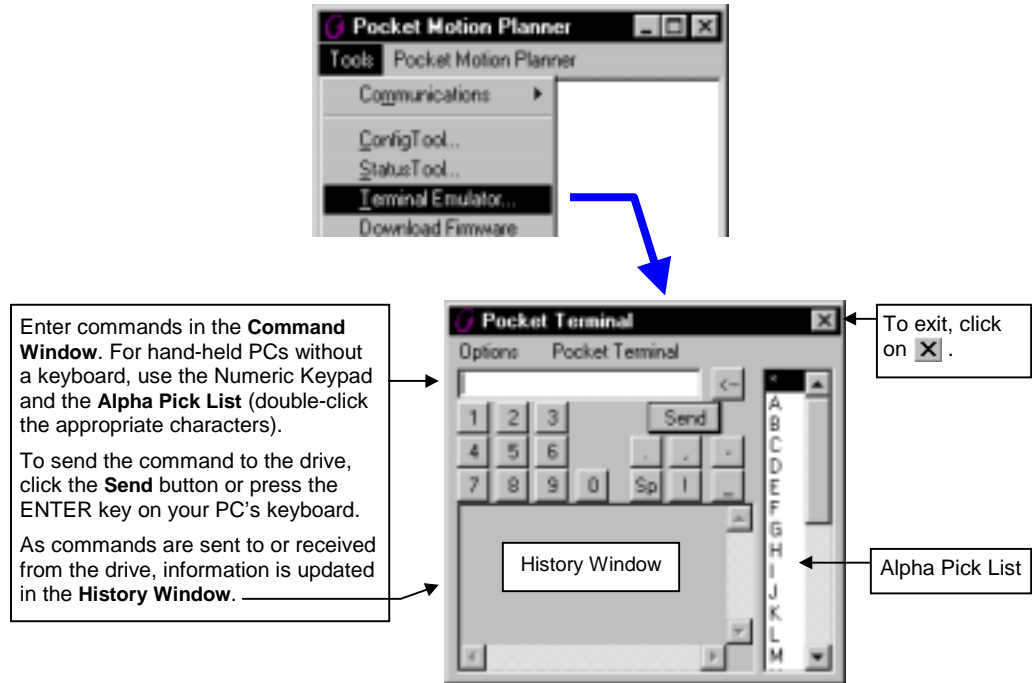 Pocket Motion Planner
Tools Pocket Motion Planner
Communications
ConfigTool...
StatusTool...
Terminal Emulator...
Download Firmware
Enter commands in the Command
Window. For hand-held PCs without
a keyboard, use the Numeric Keypad
and the Alpha Pick List (double-click
the appropriate characters).
To send the command to the drive,
click the Send button or press the
ENTER key on your PC's keyboard.
As commands are sent to or received
from the drive, information is updated
in the History Window.
Pocket Terminal
Options Pocket Terminal
<--
1 2 3 Send
4 5 6 . ,
7 8 9 0 Sp ! _
History Window
*
A
B
C
D
E
F
G
H
I
J
K
L
M
To exit, click
on X .
Alpha Pick List